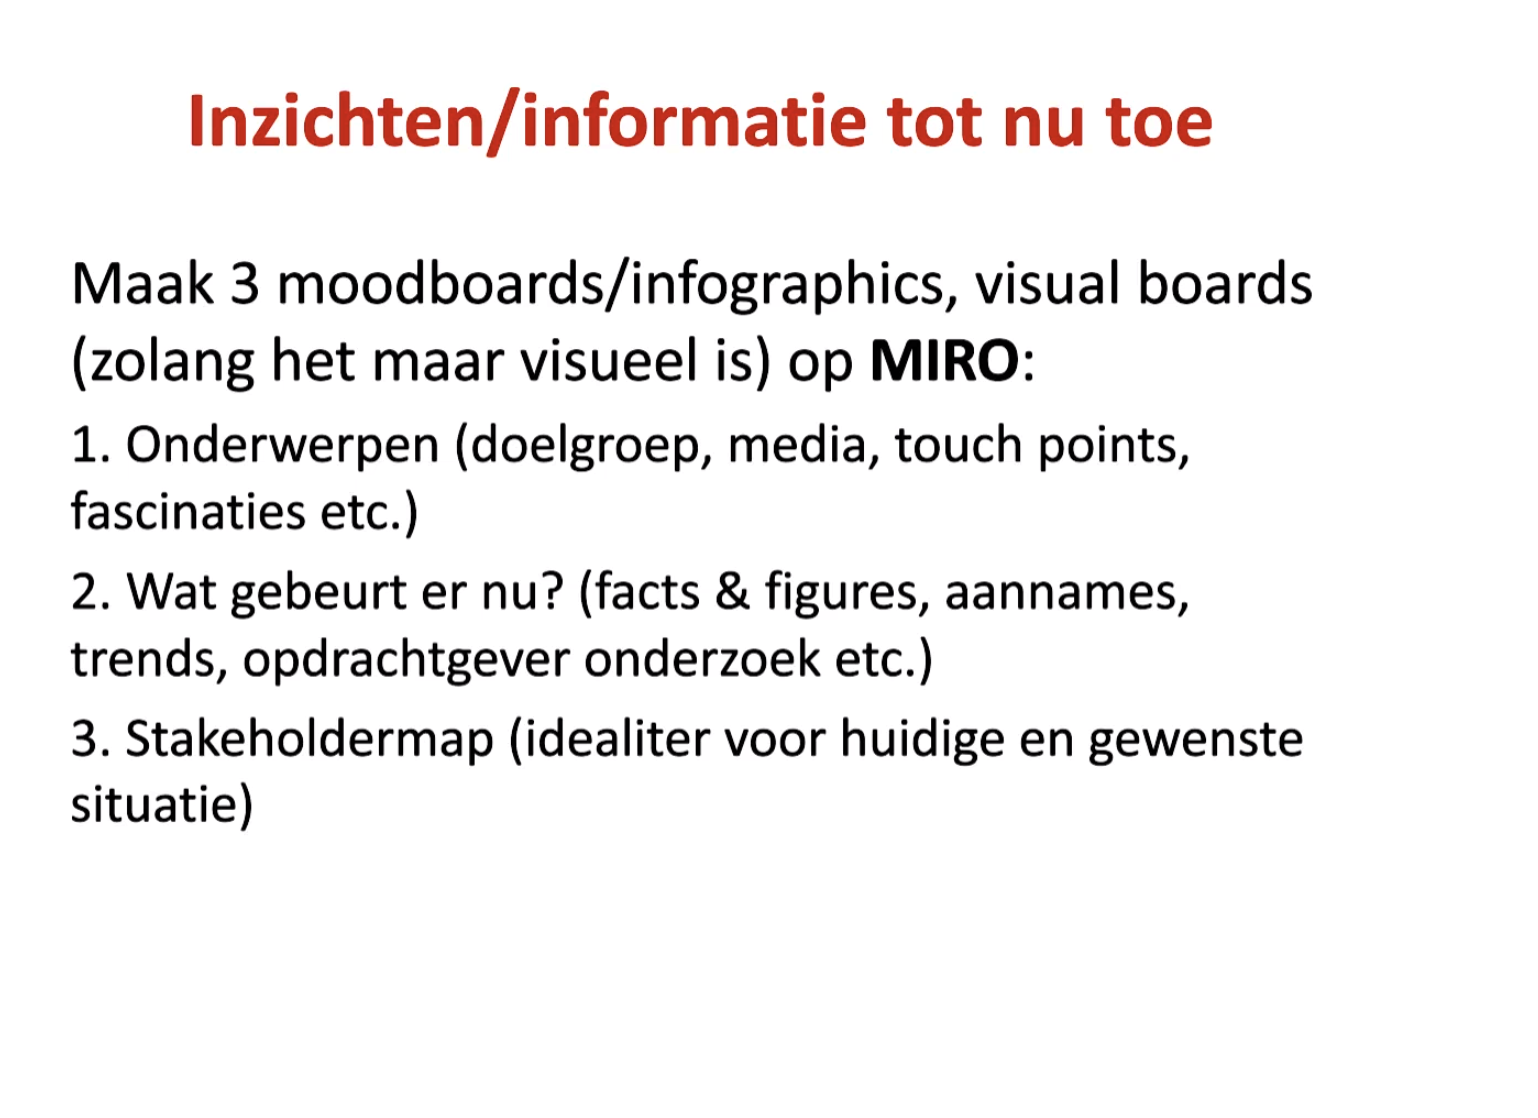 Inzichten/informatie tot nu toe
Maak 3 moodboards/infographics, visual boards
(zolang het maar visueel is) op MIRO:
1. Onderwerpen (doelgroep, media, touch points,
fascinaties etc.)
2. Wat gebeurt er nu? (facts & figures, aannames,
trends, opdrachtgever onderzoek etc.)
3. Stakeholdermap (idealiter voor huidige en gewenste
situatie)